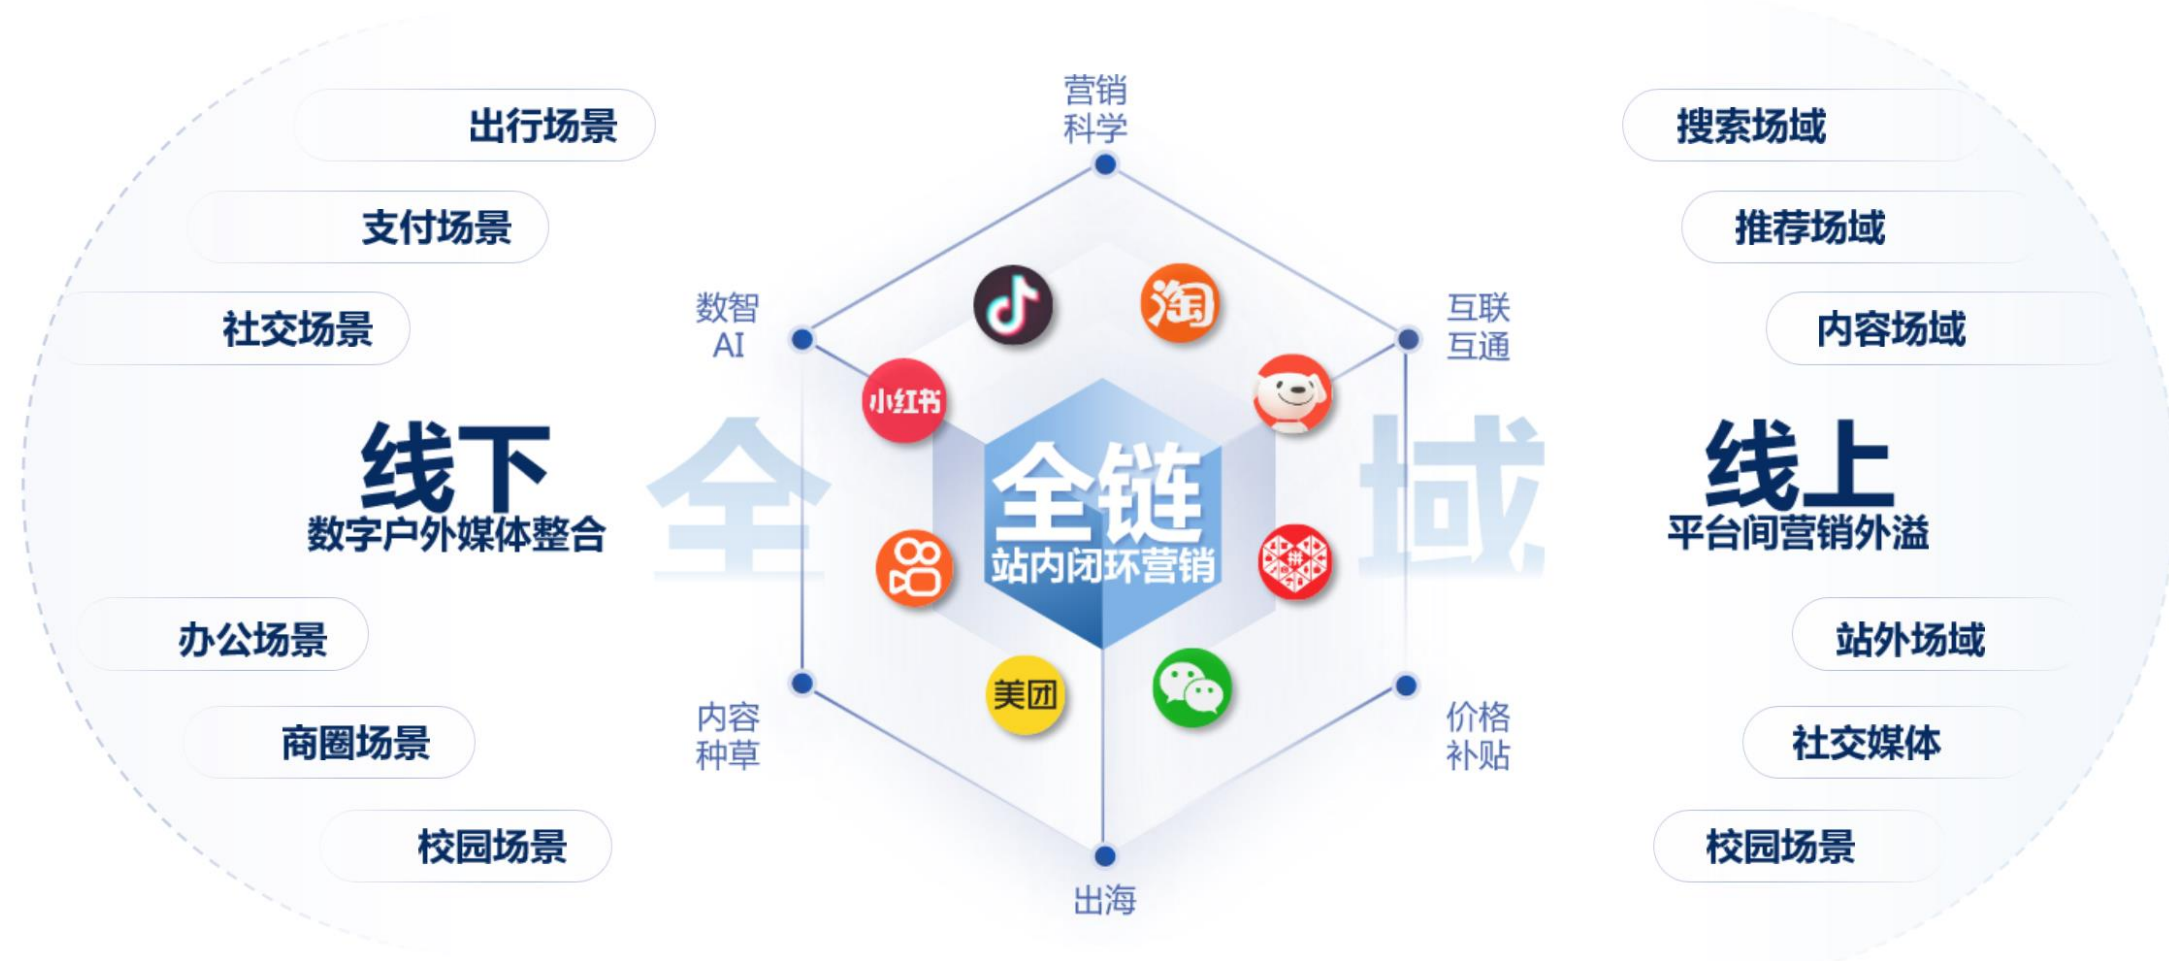 出行场景
支付场景
社交场景
线下
数字户外媒体整合
办公场景
商圈场景
校园场景
营销
科学
数智
AI
互联
互通
淘
小红书
全
域
全链
站内闭环营销
拼
美团
内容
种草
价格
补贴
出海
搜索场域
推荐场域
内容场域
线上
平台间营销外溢
站外场域
社交媒体
校园场景